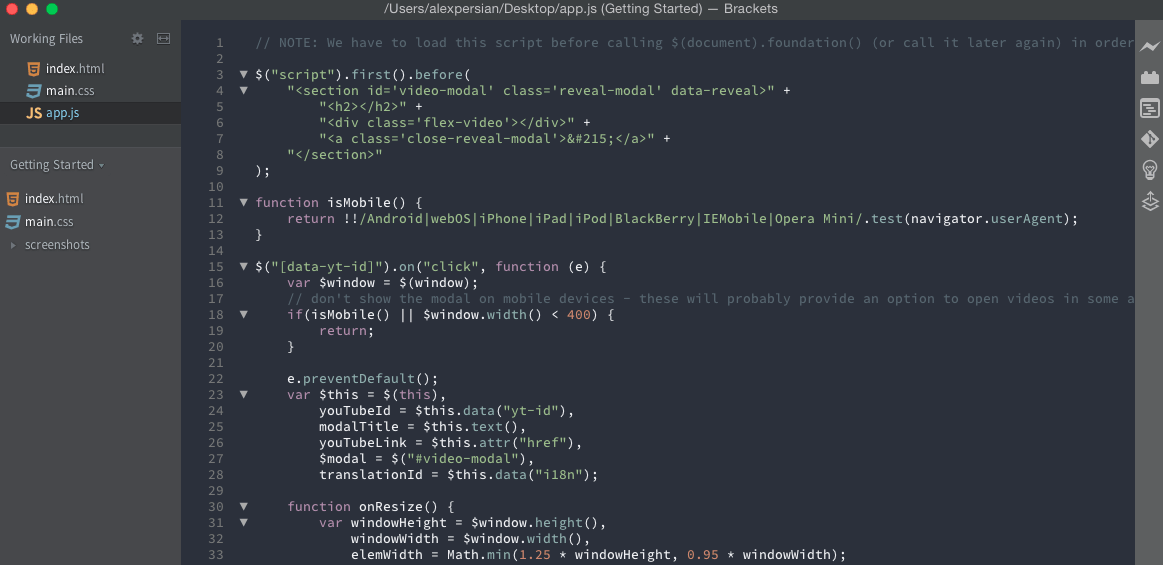 /Users/alexpersian/Desktop/app.js (Getting Started) — Brackets
Working Files
index.html
main.css
JS app.js
Getting Started
index.html
main.css
screenshots
1 // NOTE: We have to load this script before calling $(document).foundation() (or call it later again) in order
2
3 $("script").first().before(
4 "<section id='video-modal' class='reveal-modal' data-reveal>" +
5 "<h2></h2>" +
6 "<div class='flex-video'></div>" +
7 "<a class='close-reveal-modal'>&#215;</a>" +
8 "</section>"
9 );
10
11 function isMobile() {
12 return !!/Android|webOS|iPhone|iPad|iPod|BlackBerry|IEMobile|Opera Mini/.test(navigator.userAgent);
13 }
14
15 $("[data-yt-id]").on("click", function (e) {
16 var $window = $(window);
17 // don't show the modal on mobile devices - these will probably provide an option to open videos in some a
18 if(isMobile() || $window.width() < 400) {
19 return;
20 }
21
22 e.preventDefault();
23 var $this = $(this),
24 youTubeId = $this.data("yt-id"),
25 modalTitle = $this.text(),
26 youTubeLink = $this.attr("href"),
27 $modal = $("#video-modal"),
28 translationId = $this.data("i18n");
29
30 function onResize() {
31 var windowHeight = $window.height(),
32 windowWidth = $window.width(),
33 elemWidth = Math.min(1.25 * windowHeight, 0.95 * windowWidth);